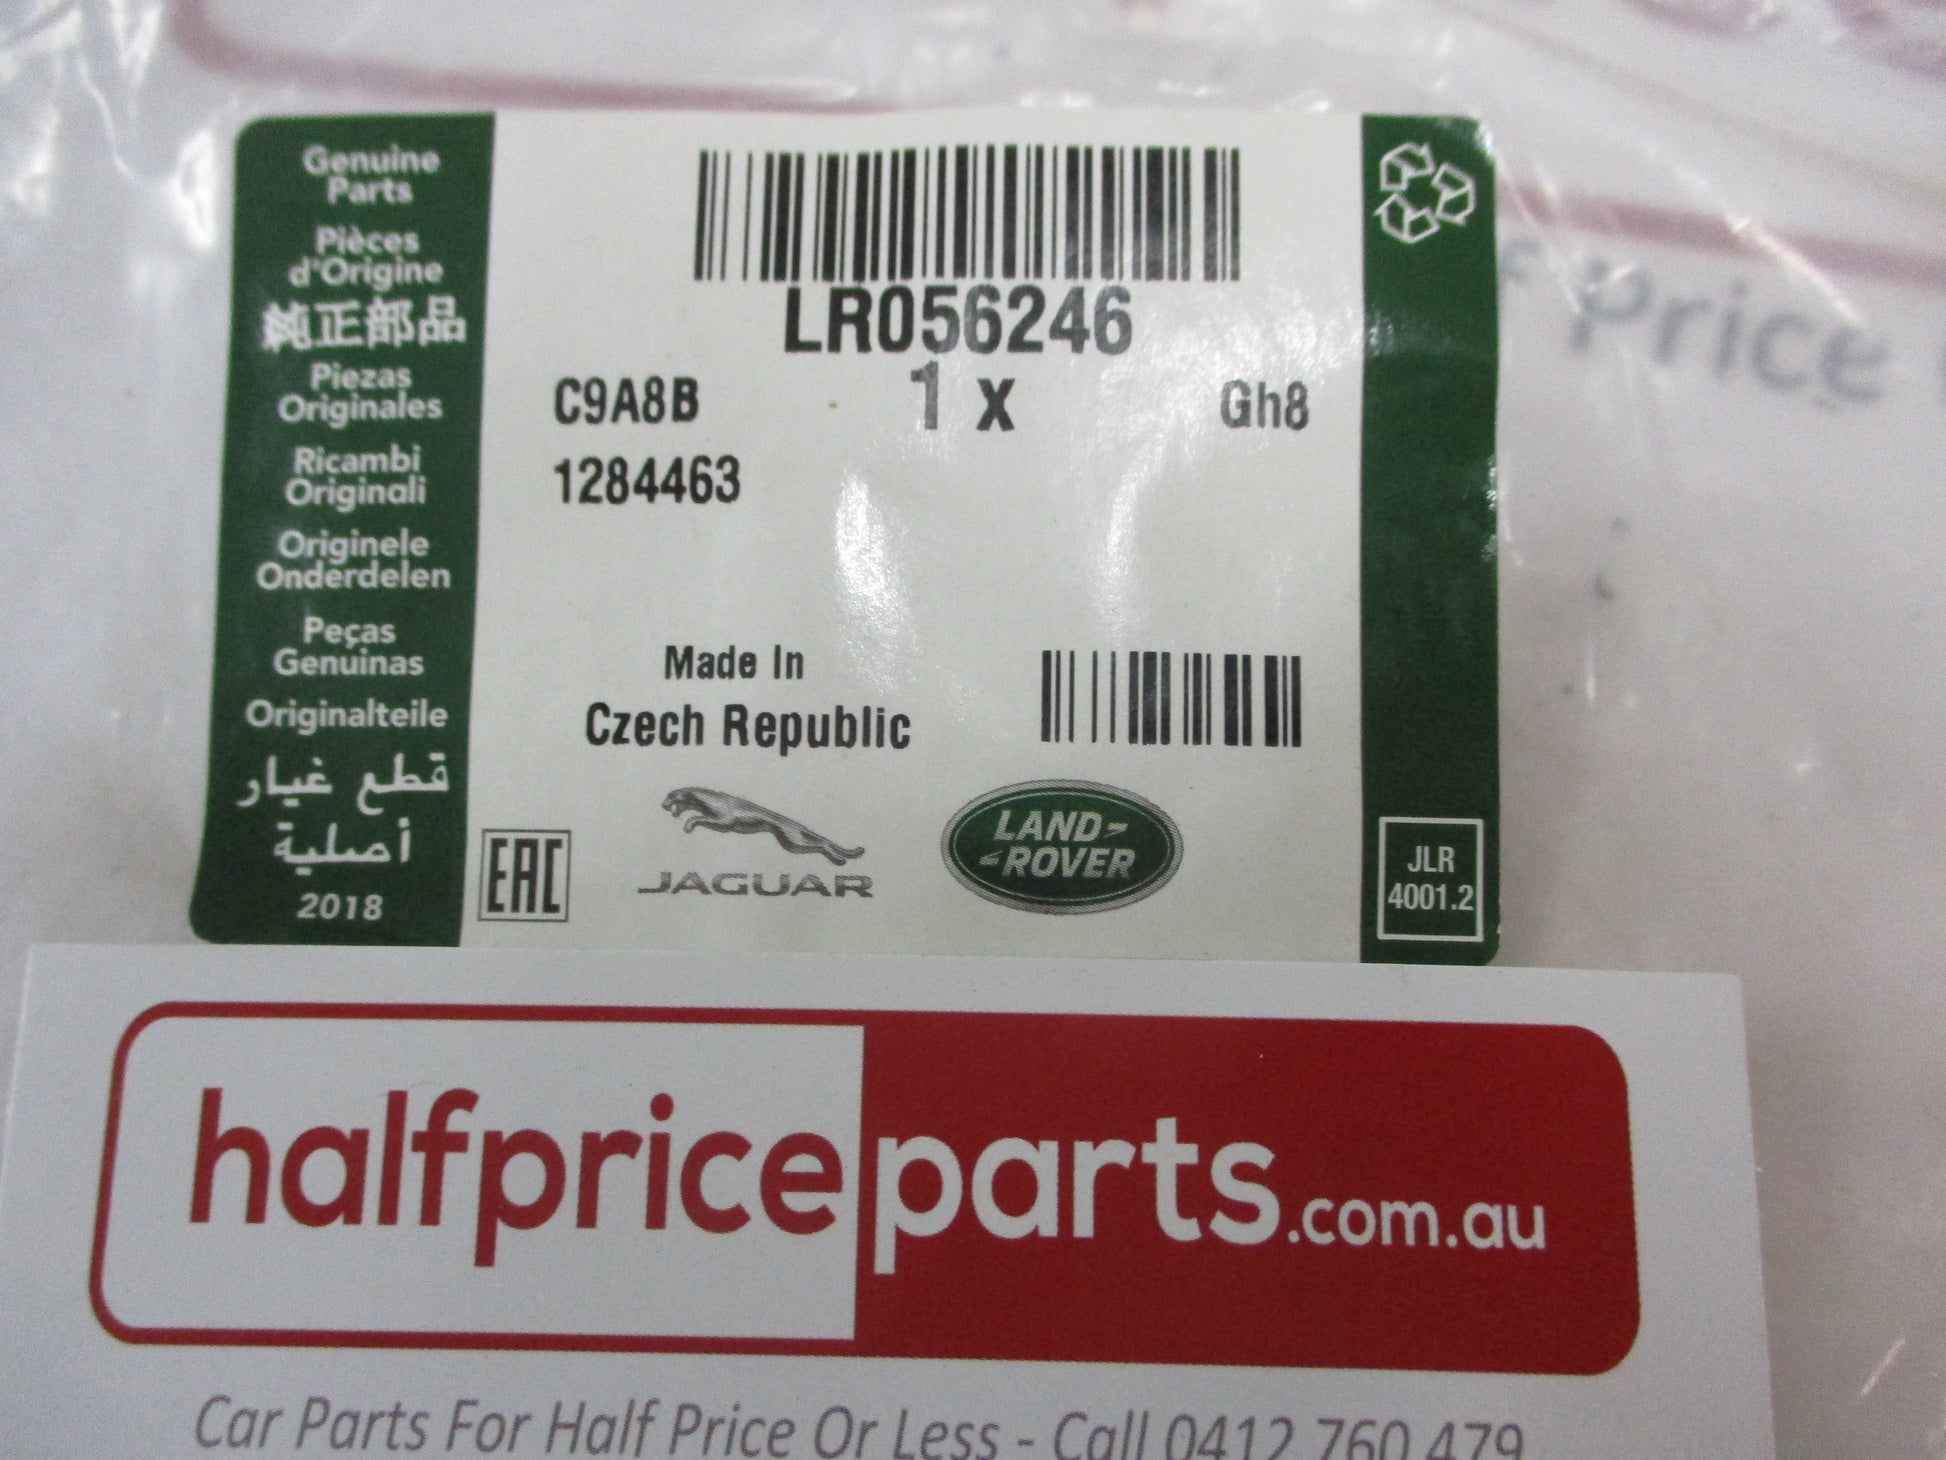 Genuine
Parts
Pièces
d'Origine
純正部品
Piezas
Originales
Ricambi
Originali
Originele
Onderdelen
Peças
Genuinas
Originalteile
قطع غيار
أصلية
2018
LR056246
C9A8B 1 x Gh8
1284463
Made In
Czech Republic
EAC
JAGUAR
LAND-
-ROVER
JLR
4001.2
Price
halfpriceparts.com.au
Car Parts For Half Price Or Less - Call 0412 760 479